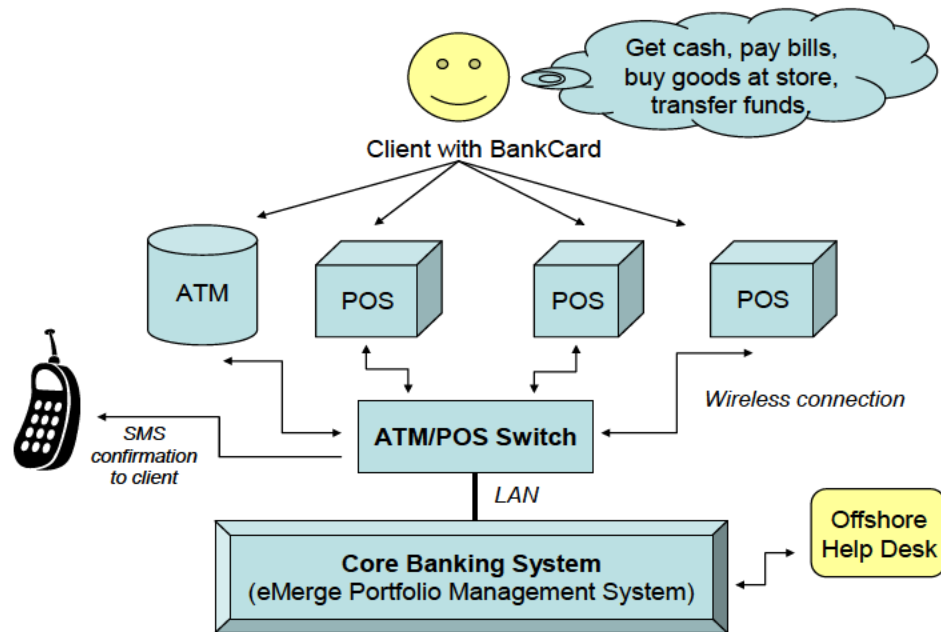 Get cash, pay bills,
buy goods at store,
transfer funds.
Client with BankCard
ATM
POS
POS
POS
Wireless connection
SMS
confirmation
to client
ATM/POS Switch
LAN
Offshore
Help Desk
Core Banking System
(eMerge Portfolio Management System)